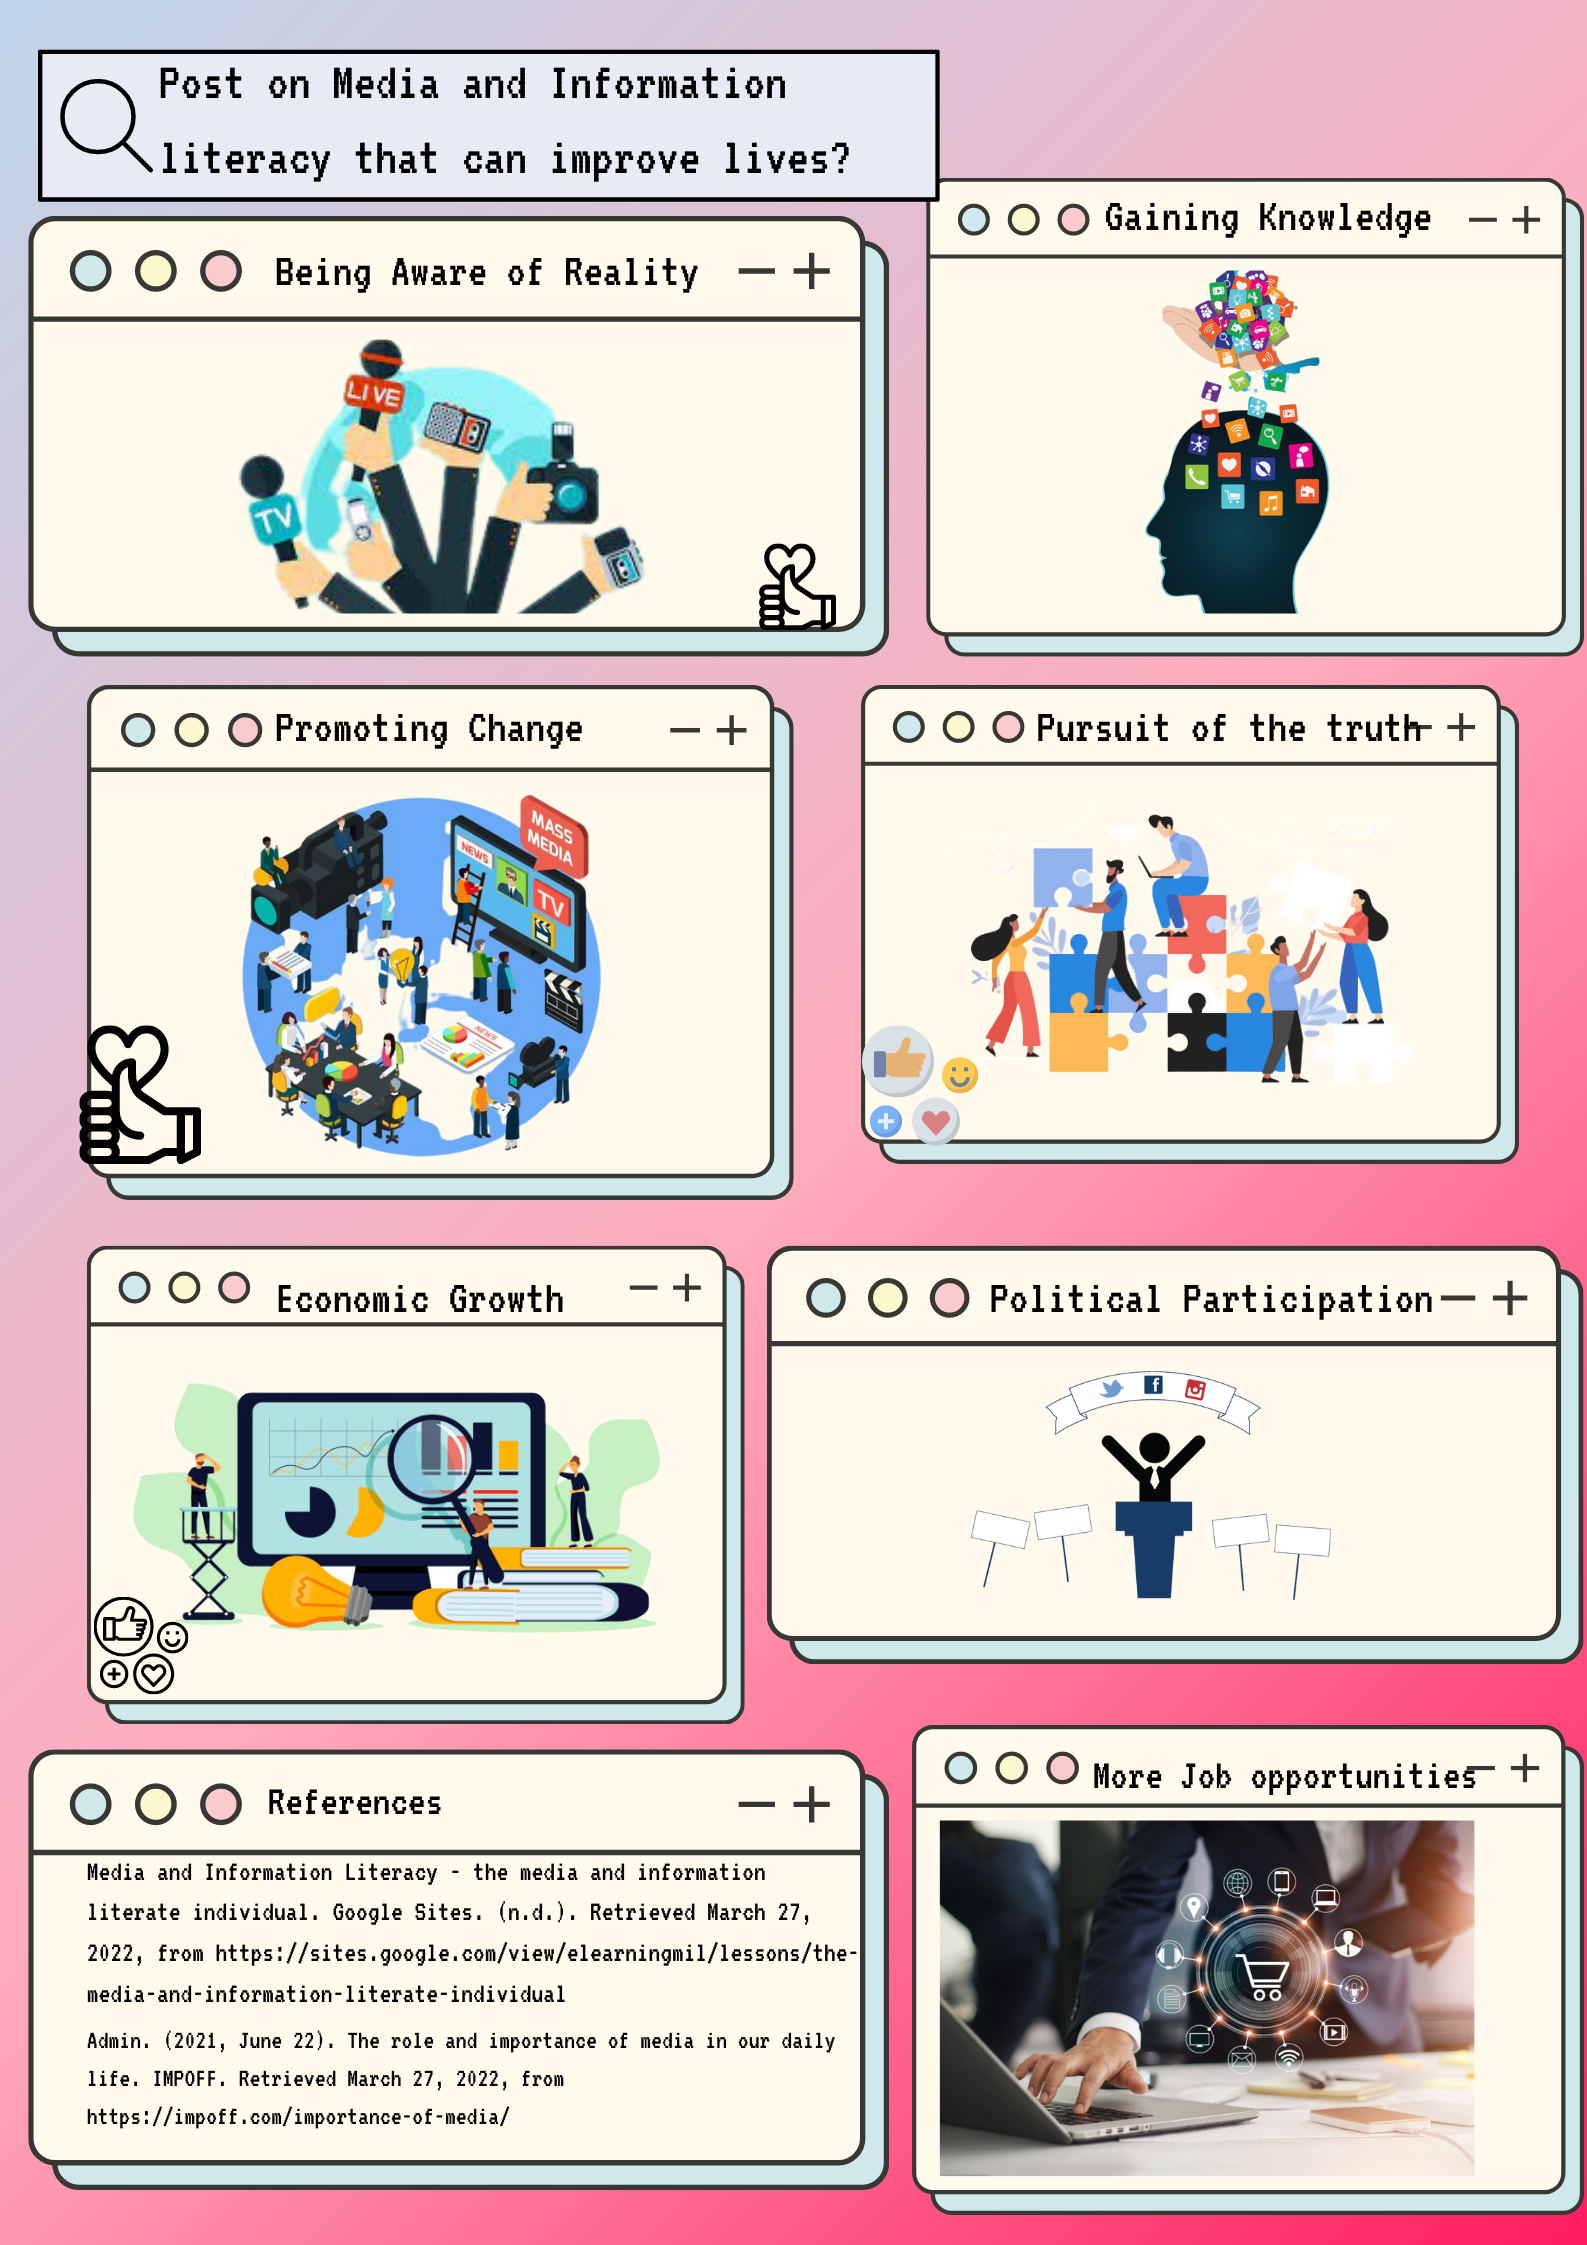 Post on Media and Information
literacy that can improve lives?
Being Aware of Reality
LIVE
TV
Gaining Knowledge
Promoting Change
MASS
MEDIA
NEWS
TV
NEWS
Pursuit of the truth
Economic Growth
Political Participation
References
Media and Information Literacy - the media and information
literate individual. Google Sites. (n.d.). Retrieved March 27,
2022, from https://sites.google.com/view/elearningmil/lessons/the-
media-and-information-literate-individual
Admin. (2021, June 22). The role and importance of media in our daily
life. IMPOFF. Retrieved March 27, 2022, from
https://impoff.com/importance-of-media/
More Job opportunities